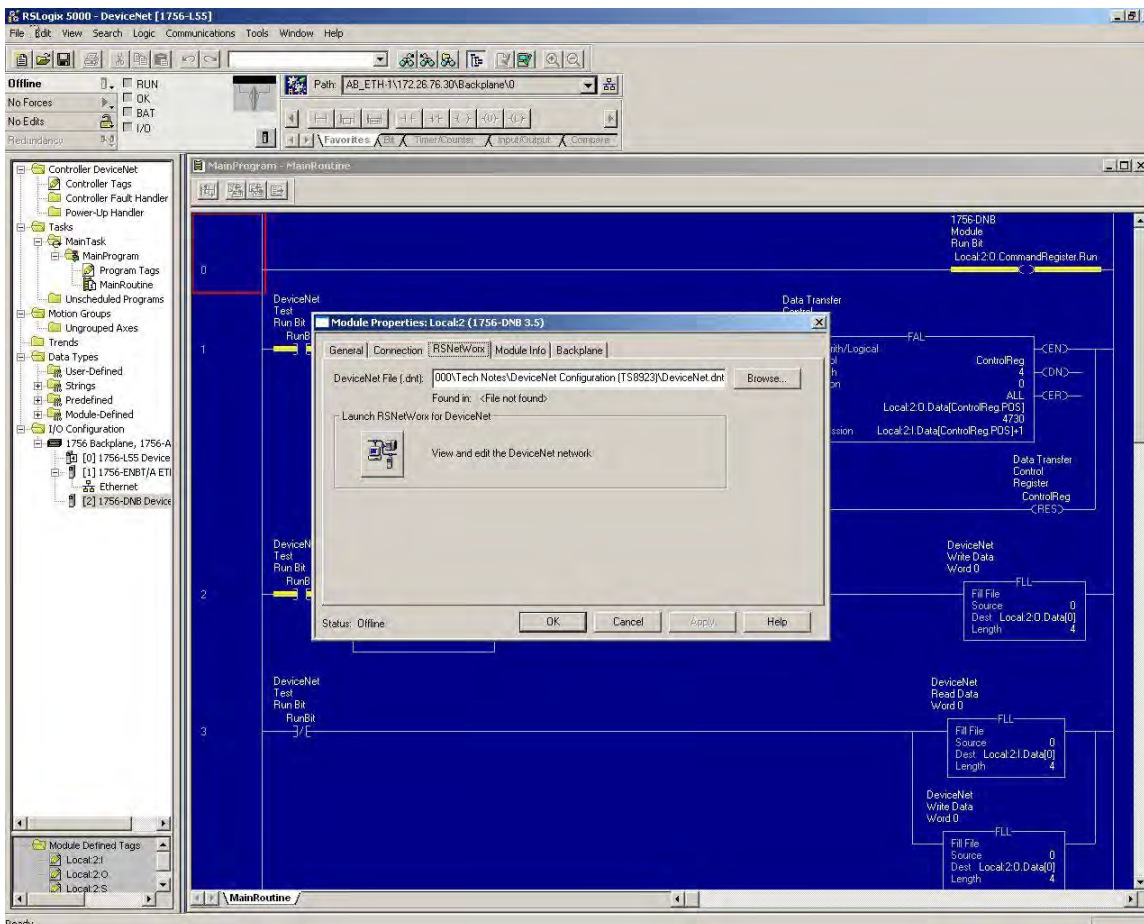 RSLogix 5000 - DeviceNet [1756-L55]
File Edit View Search Logic Communications Tools Window Help
Offline
RUN
No Forces
OK
No Edits
BAT
Redundancy
I/O
Path: AB_ETH-1\172.26.76.30\Backplane\0
Favorites Bit Timer/Counter Input/Output Compare
Controller DeviceNet
Controller Tags
Controller Fault Handler
Power-Up Handler
Tasks
MainTask
MainProgram
Program Tags
MainRoutine
Unscheduled Programs
Motion Groups
Ungrouped Axes
Trends
Data Types
User-Defined
Strings
Predefined
Module-Defined
I/O Configuration
1756 Backplane, 1756-A
[0] 1756-L55 Device
[1] 1756-ENBT/A ETI
Ethernet
[2] 1756-DNB Device
Module Defined Tags
Local:2:I
Local:2:O
Local:2:S
MainProgram - MainRoutine
0
1756-DNB
Module
Run Bit
Local:2:O.CommandRegister.Run
1
DeviceNet
Test
Run Bit
RunB
Data Transfer
Control
FAL
ith/Logical
ControlReg
4
0
ALL
Local:2:O.Data[ControlReg.POS]
4730
ssion Local:2:I.Data[ControlReg.POS]+1
EN
DN
ER
Data Transfer
Control
Register
ControlReg
RES
Module Properties: Local:2 (1756-DNB 3.5)
General Connection RSNetWorx Module Info Backplane
DeviceNet File (.dnt): 000\Tech Notes\DeviceNet Configuration (TS8923)\DeviceNet.dnt Browse...
Found in: <File not found>
Launch RSNetWorx for DeviceNet
View and edit the DeviceNet network
Status: Offline
OK Cancel Apply Help
2
DeviceN
Test
Run Bit
RunB
DeviceNet
Write Data
Word 0
FLL
Fill File
Source 0
Dest Local:2:O.Data[0]
Length 4
3
DeviceNet
Test
Run Bit
RunBit
DeviceNet
Read Data
Word 0
FLL
Fill File
Source 0
Dest Local:2:I.Data[0]
Length 4
DeviceNet
Write Data
Word 0
FLL
Fill File
Source 0
Dest Local:2:O.Data[0]
Length 4
MainRoutine